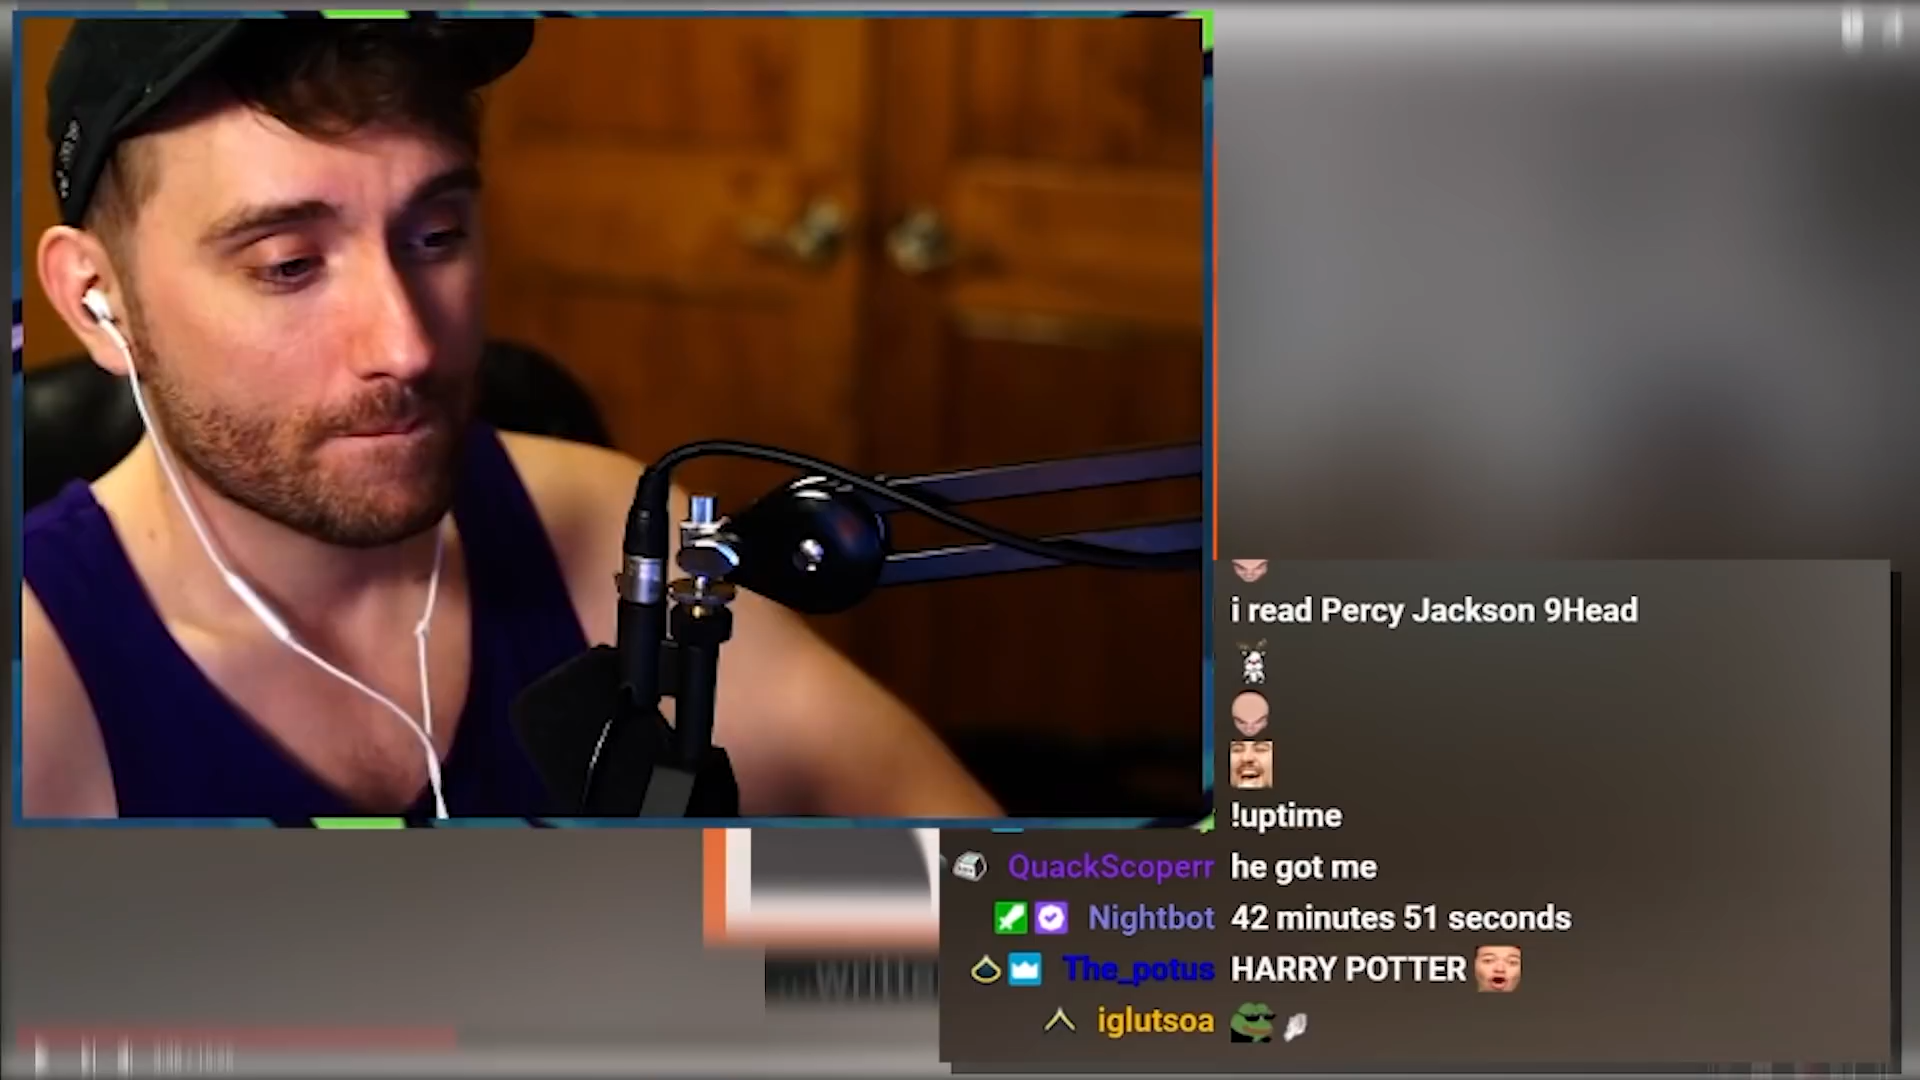 i read Percy Jackson 9Head
!uptime
QuackScoperr he got me
Nightbot 42 minutes 51 seconds
The_potus HARRY POTTER
iglutsoa